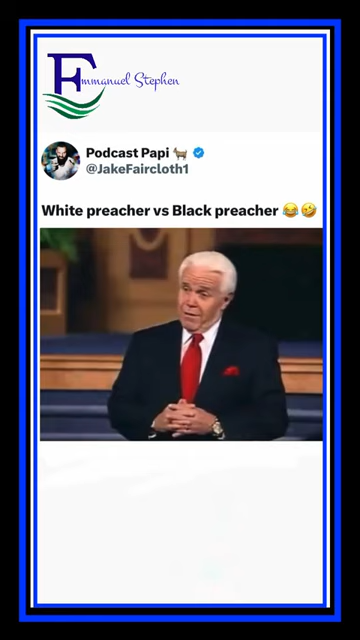 Emmanuel Stephen
Podcast Papi 🐐
@JakeFaircloth1
White preacher vs Black preacher 😂🤣